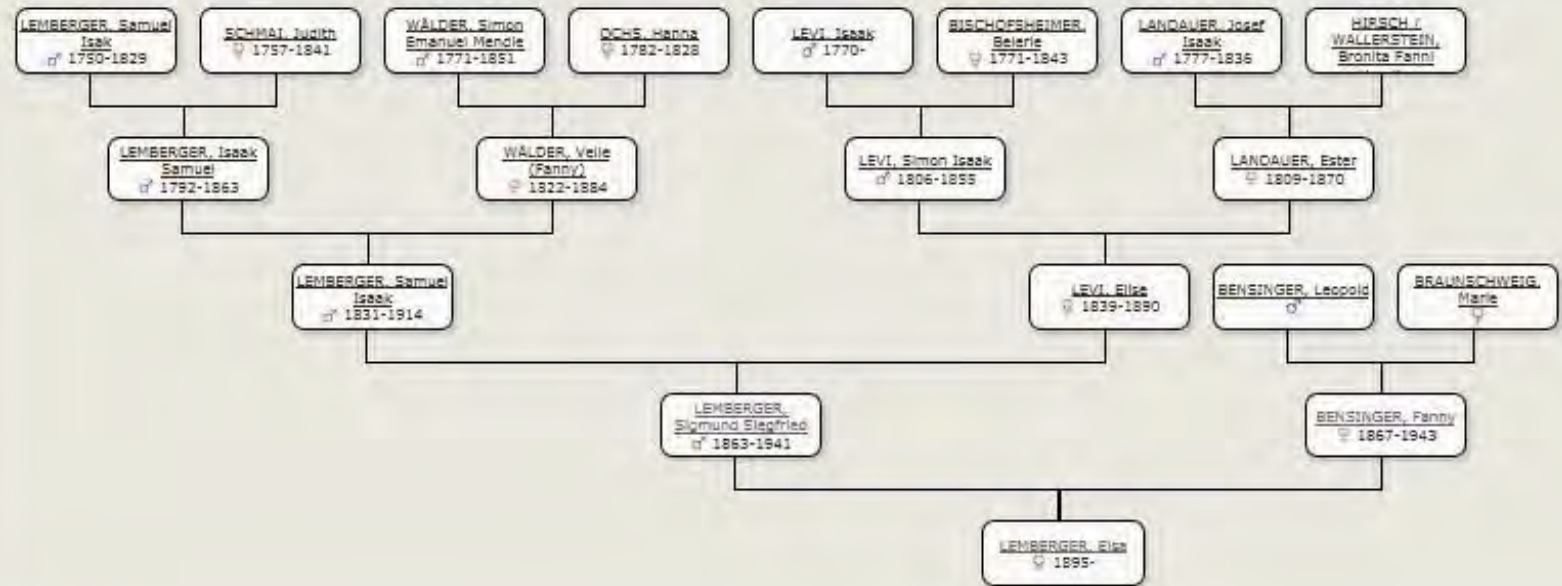 LEMBERGER, Samuel
Isak
♂ 1750-1829
SCHMAI, Judith
♀ 1757-1841
WÄLDER, Simon
Emanuel Mendle
♂ 1771-1851
OCHS, Hanna
♀ 1782-1828
LEVI, Isaak
♂ 1770-
BISCHOFSHEIMER,
Beierle
♀ 1771-1843
LANDAUER, Josef
Isaak
♂ 1777-1836
HIRSCH /
WALLERSTEIN,
Bronita Fanni
LEMBERGER, Isaak
Samuel
♂ 1792-1863
WÄLDER, Veile
(Fanny)
♀ 1822-1884
LEVI, Simon Isaak
♂ 1806-1855
LANDAUER, Ester
♀ 1809-1870
LEMBERGER, Samuel
Isaak
♂ 1831-1914
LEVI, Elise
♀ 1839-1890
BENSINGER, Leopold
♂
BRAUNSCHWEIG,
Marie
♀
LEMBERGER,
Sigmund Siegfried
♂ 1863-1941
BENSINGER, Fanny
♀ 1867-1943
LEMBERGER, Elsa
♀ 1895-